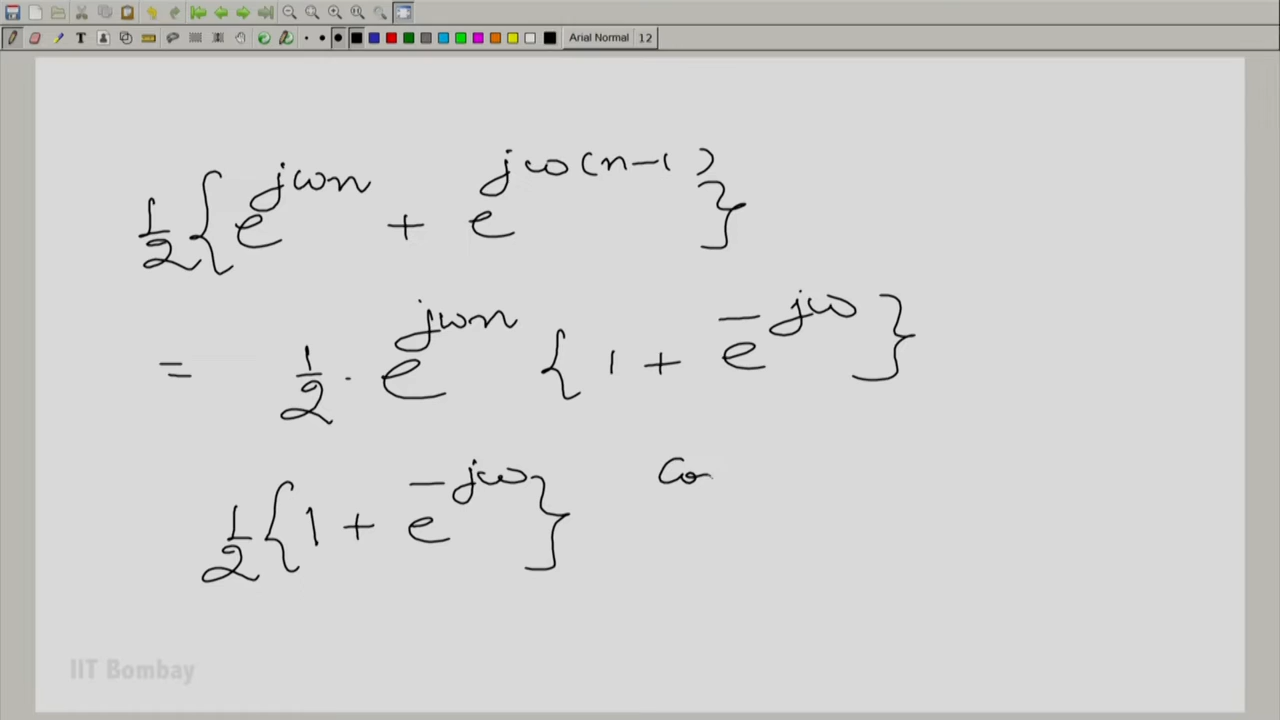 Arial Normal 12
½{e^{jωn} + e^{jω(n-1)}}
= ½ · e^{jωn} {1 + e^{-jω}}
½{1 + e^{-jω}} Co
IIT Bombay